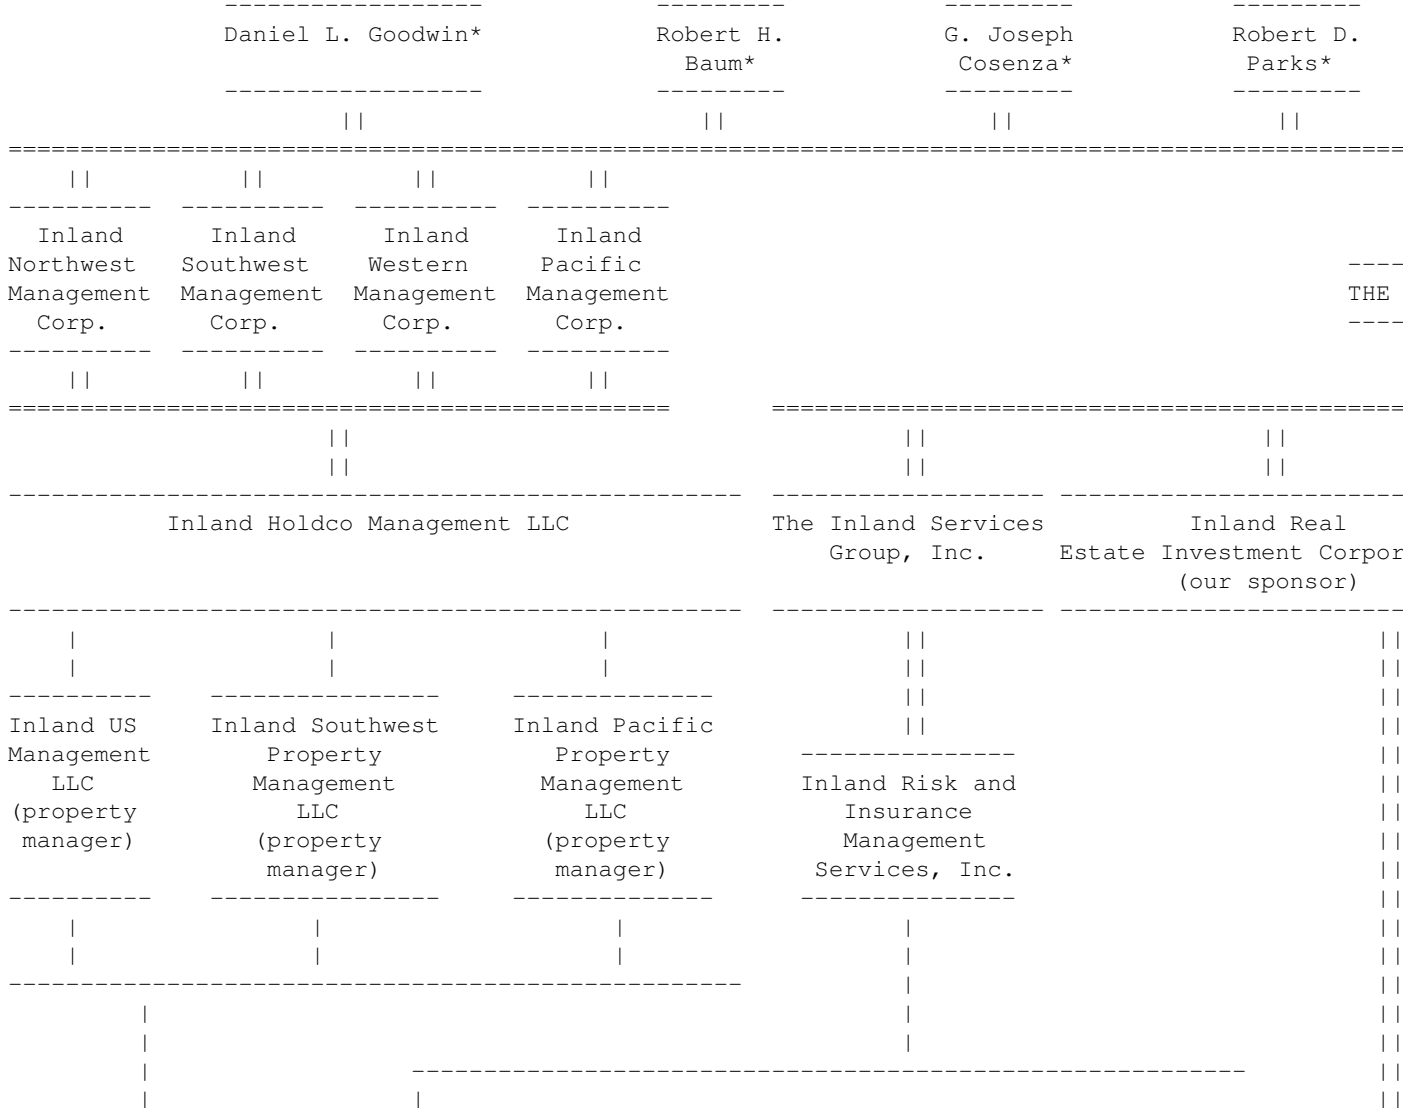 Daniel L. Goodwin* Robert H. G. Joseph Robert D.
Baum* Cosenza* Parks*
Inland Inland Inland Inland
Northwest Southwest Western Pacific
Management Management Management Management THE
Corp. Corp. Corp. Corp.
Inland Holdco Management LLC The Inland Services Inland Real
Group, Inc. Estate Investment Corpor
(our sponsor)
Inland US Inland Southwest Inland Pacific
Management Property Property
LLC Management Management Inland Risk and
(property LLC LLC Insurance
manager) (property (property Management
manager) manager) Services, Inc.